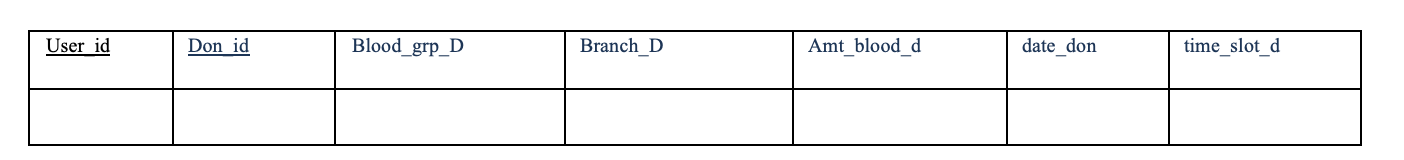 User_id Don_id Blood_grp_D Branch_D Amt_blood_d date_don time_slot_d